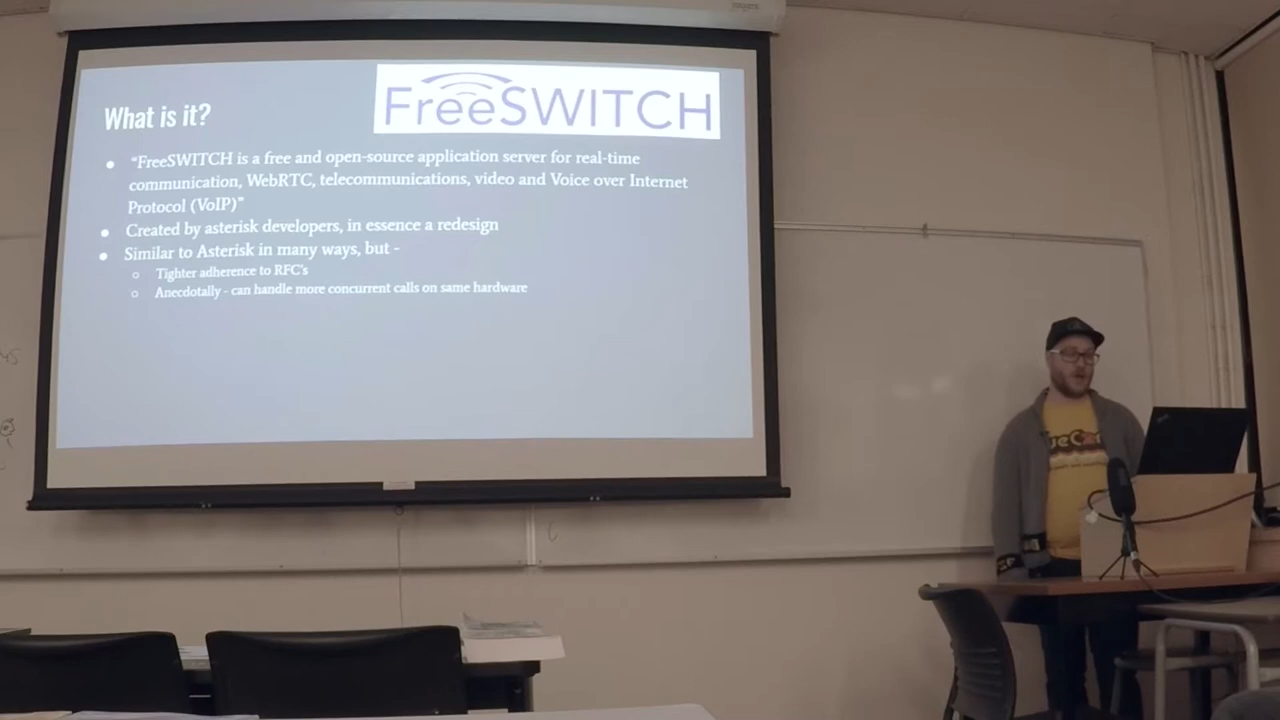 FreeSWITCH
What is it?
● "FreeSWITCH is a free and open-source application server for real-time
communication, WebRTC, telecommunications, video and Voice over Internet
Protocol (VoIP)"
● Created by asterisk developers, in essence a redesign
● Similar to Asterisk in many ways, but -
○ Tighter adherence to RFC's
○ Anecdotally - can handle more concurrent calls on same hardware